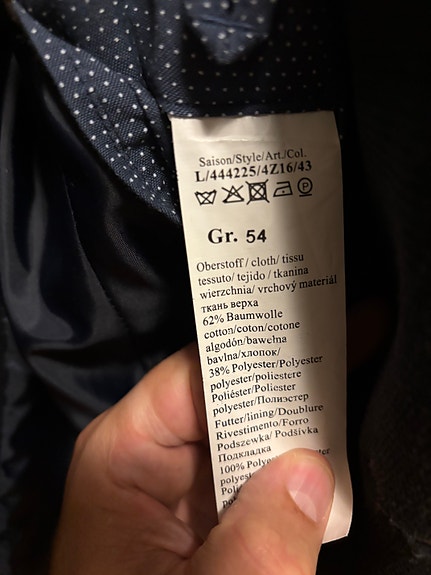 Saison/Style/Art./Col.
L/444225/4Z16/43
P
Gr. 54
Oberstoff / cloth/ tissu
tessuto/ tejido / tkanina
wierzchnia/ vrchový materiál
ткань верха
62% Baumwolle
cotton/coton/cotone
algodón/bawełna
bavlna/хлопок/
38% Polyester/Polyester
polyester/poliestere
Poliéster/Poliester
polyester/Полиэстер
Futter/lining/Doublure
Rivestimento/Forro
Podszewka/ Podšívka
Подкладка
100%